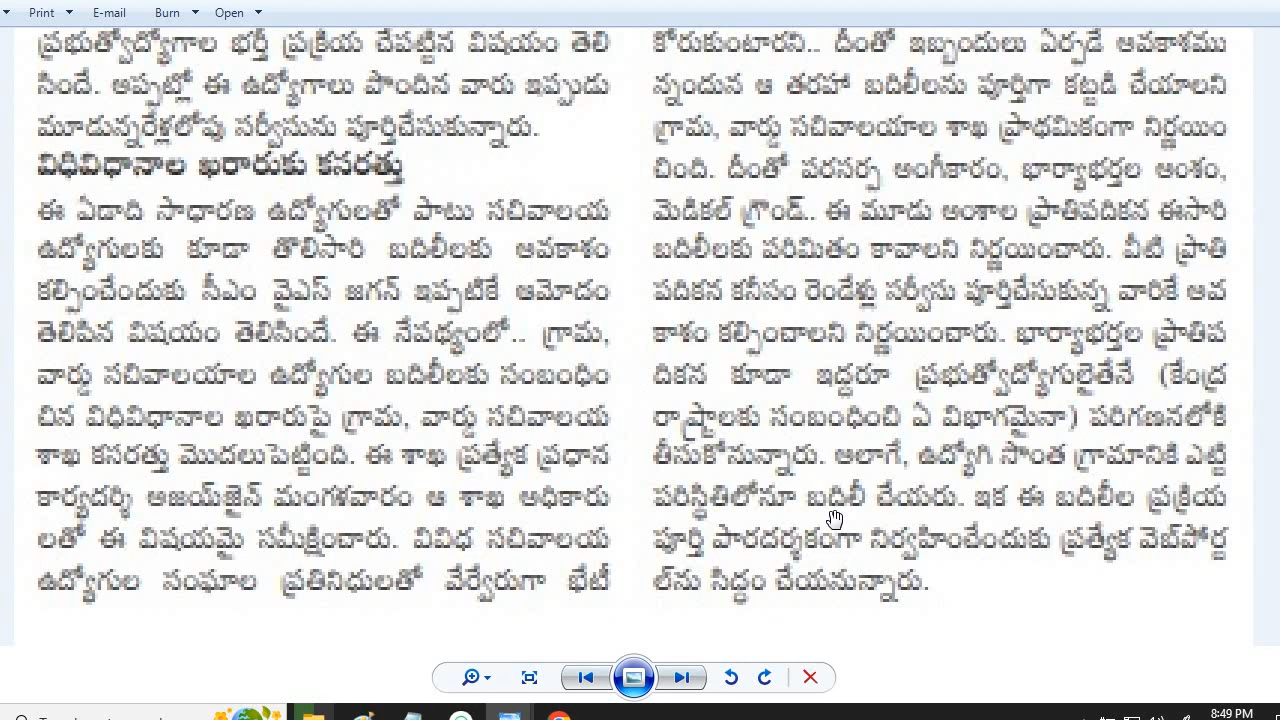 Print
E-mail
Burn
Open
ప్రభుత్వోద్యోగాల భర్తీ ప్రక్రియ చేపట్టిన విషయం తెలి
సిందే. అప్పట్లో ఈ ఉద్యోగాలు పొందిన వారు ఇప్పుడు
మూడున్నరేళ్లలోపు సర్వీసును పూర్తిచేసుకున్నారు.
విధివిధానాల ఖరారుకు కసరత్తు
ఈ ఏడాది సాధారణ ఉద్యోగులతో పాటు సచివాలయ
ఉద్యోగులకు కూడా తొలిసారి బదిలీలకు అవకాశం
కల్పించేందుకు సీఎం వైఎస్ జగన్ ఇప్పటికే ఆమోదం
తెలిపిన విషయం తెలిసిందే. ఈ నేపథ్యంలో.. గ్రామ,
వార్డు సచివాలయాల ఉద్యోగుల బదిలీలకు సంబంధిం
చిన విధివిధానాల ఖరారుపై గ్రామ, వార్డు సచివాలయ
శాఖ కసరత్తు మొదలుపెట్టింది. ఈ శాఖ ప్రత్యేక ప్రధాన
కార్యదర్శి అజయ్‌జైన్ మంగళవారం ఆ శాఖ అధికారు
లతో ఈ విషయమై సమీక్షించారు. వివిధ సచివాలయ
ఉద్యోగుల సంఘాల ప్రతినిధులతో వేర్వేరుగా భేటీ
కోరుకుంటారని.. దీంతో ఇబ్బందులు ఏర్పడే అవకాశము
న్నందున ఆ తరహా బదిలీలను పూర్తిగా కట్టడి చేయాలని
గ్రామ, వార్డు సచివాలయాల శాఖ ప్రాథమికంగా నిర్ణయిం
చింది. దీంతో పరస్పర అంగీకారం, భార్యాభర్తల అంశం,
మెడికల్ గ్రౌండ్.. ఈ మూడు అంశాల ప్రాతిపదికన ఈసారి
బదిలీలకు పరిమితం కావాలని నిర్ణయించారు. వీటి ప్రాతి
పదికన కనీసం రెండేళ్లు సర్వీసు పూర్తిచేసుకున్న వారికే అవ
కాశం కల్పించాలని నిర్ణయించారు. భార్యాభర్తల ప్రాతిప
దికన కూడా ఇద్దరూ ప్రభుత్వోద్యోగులైతేనే (కేంద్ర
రాష్ట్రాలకు సంబంధించి ఏ విభాగమైనా) పరిగణనలోకి
తీసుకోనున్నారు. అలాగే, ఉద్యోగి సొంత గ్రామానికి ఎట్టి
పరిస్థితిలోనూ బదిలీ చేయరు. ఇక ఈ బదిలీల ప్రక్రియ
పూర్తి పారదర్శకంగా నిర్వహించేందుకు ప్రత్యేక వెబ్‌పోర్ట
ల్‌ను సిద్ధం చేయనున్నారు.
8:49 PM